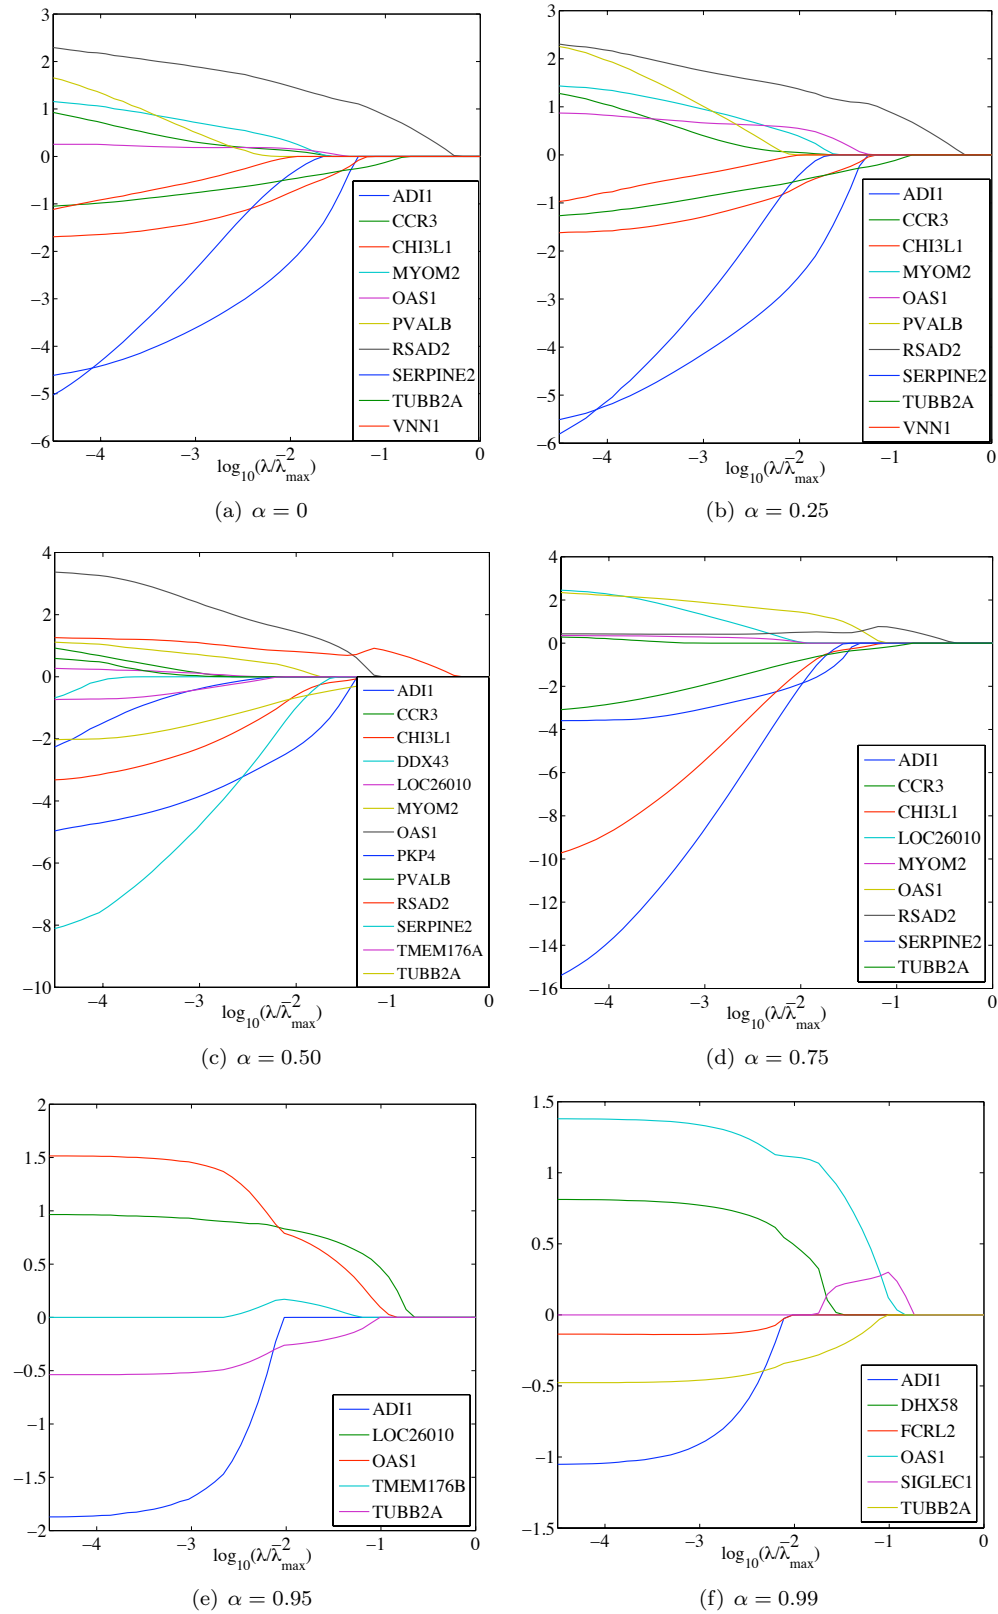 3
2
1
0
−1
−2
−3
−4
−5
−6
−4
−3
−2
−1
0
log10(λ/λmax)
ADI1
CCR3
CHI3L1
MYOM2
OAS1
PVALB
RSAD2
SERPINE2
TUBB2A
VNN1
(a) α = 0
3
2
1
0
−1
−2
−3
−4
−5
−6
−4
−3
−2
−1
0
log10(λ/λmax)
ADI1
CCR3
CHI3L1
MYOM2
OAS1
PVALB
RSAD2
SERPINE2
TUBB2A
VNN1
(b) α = 0.25
4
2
0
−2
−4
−6
−8
−10
−4
−3
−2
−1
0
log10(λ/λmax)
ADI1
CCR3
CHI3L1
DDX43
LOC26010
MYOM2
OAS1
PKP4
PVALB
RSAD2
SERPINE2
TMEM176A
TUBB2A
(c) α = 0.50
4
2
0
−2
−4
−6
−8
−10
−12
−14
−16
−4
−3
−2
−1
0
log10(λ/λmax)
ADI1
CCR3
CHI3L1
LOC26010
MYOM2
OAS1
RSAD2
SERPINE2
TUBB2A
(d) α = 0.75
2
1.5
1
0.5
0
−0.5
−1
−1.5
−2
−4
−3
−2
−1
0
log10(λ/λmax)
ADI1
LOC26010
OAS1
TMEM176B
TUBB2A
(e) α = 0.95
1.5
1
0.5
0
−0.5
−1
−1.5
−4
−3
−2
−1
0
log10(λ/λmax)
ADI1
DHX58
FCRL2
OAS1
SIGLEC1
TUBB2A
(f) α = 0.99